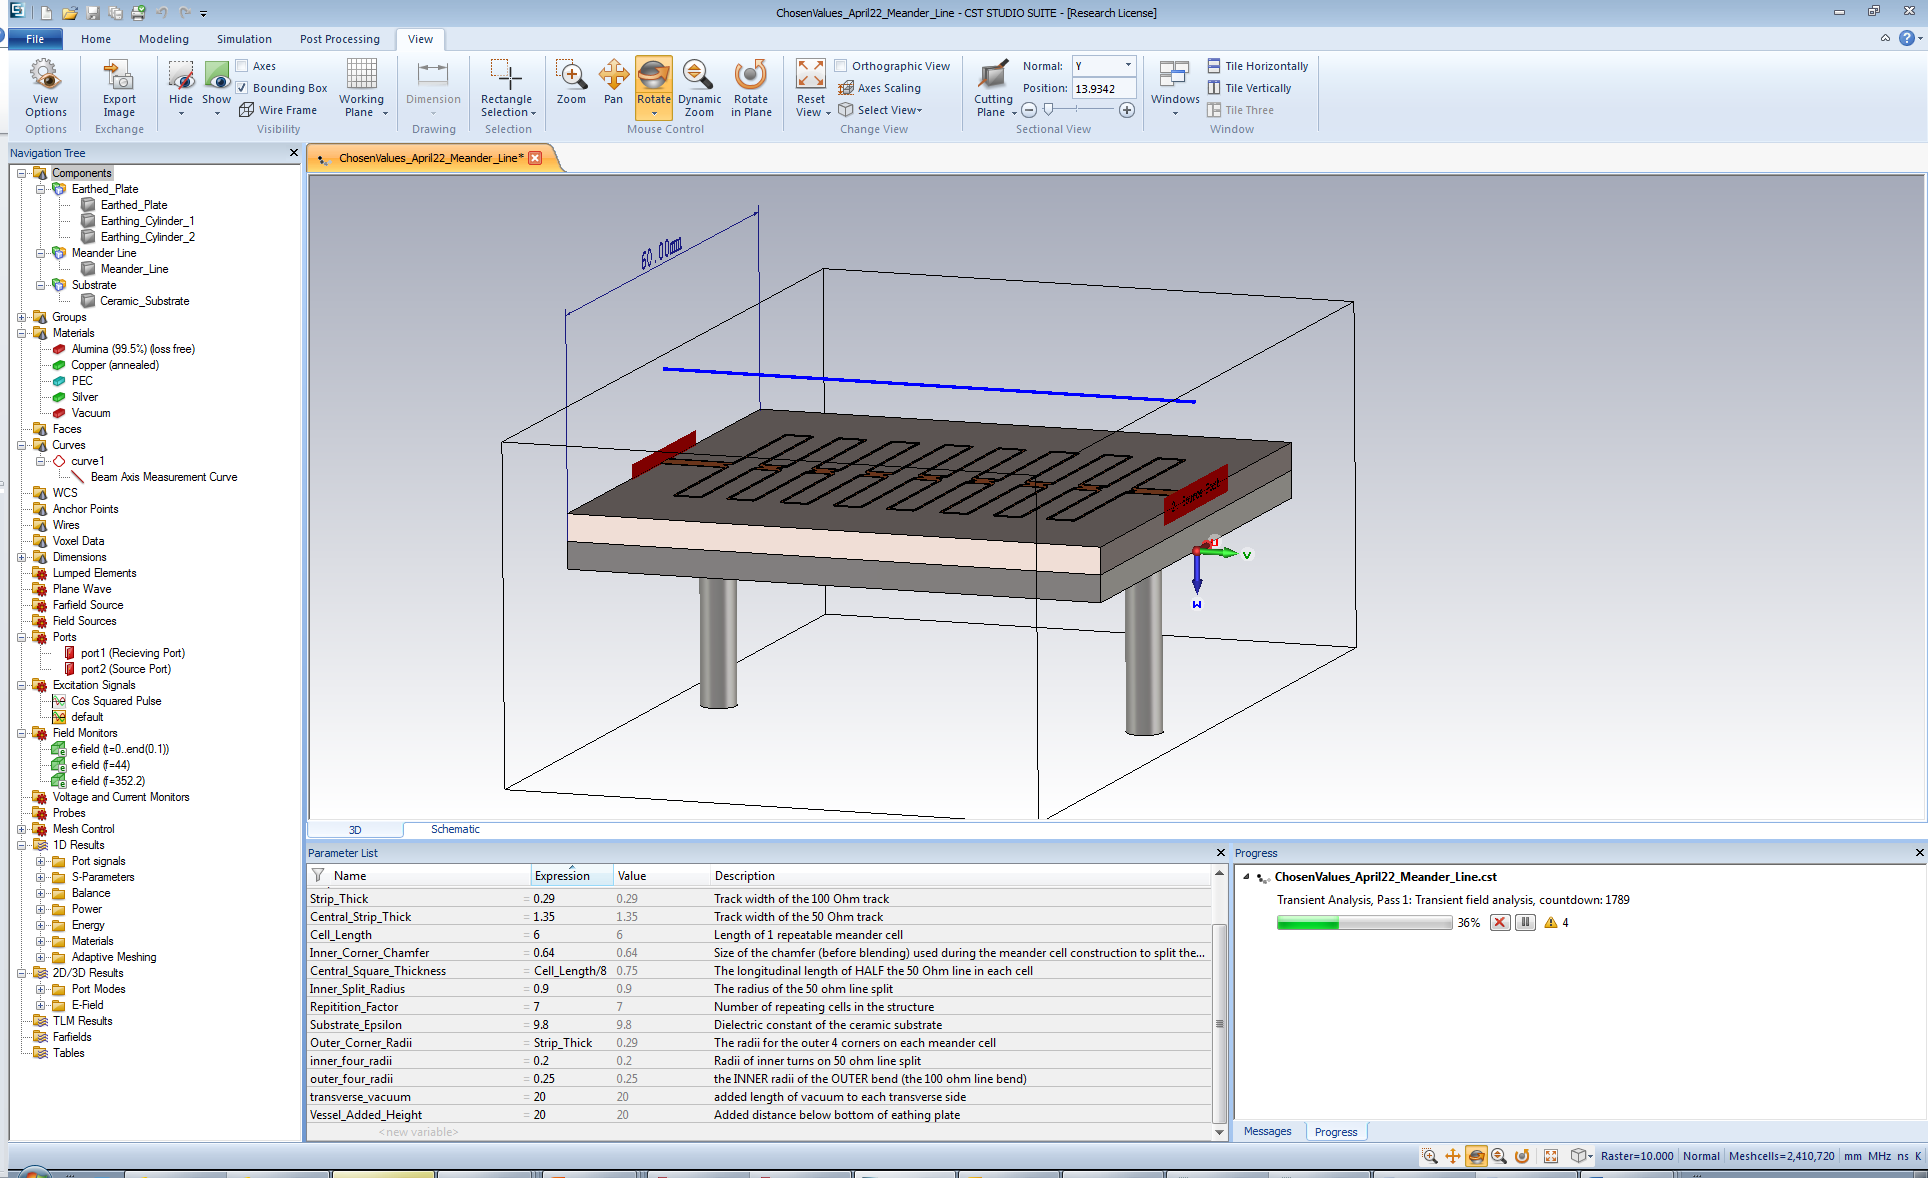 ChosenValues_April22_Meander_Line - CST STUDIO SUITE - [Research License]
File Home Modeling Simulation Post Processing View
View Options
Options
Export Image
Exchange
Hide Show
Axes
Bounding Box
Wire Frame
Working Plane
Visibility
Dimension
Drawing
Rectangle Selection
Selection
Zoom Pan Rotate Dynamic Zoom Rotate in Plane
Mouse Control
Reset View
Orthographic View
Axes Scaling
Select View
Change View
Cutting Plane
Normal: Y
Position: 13.9342
Sectional View
Windows
Tile Horizontally
Tile Vertically
Tile Three
Window
Navigation Tree
Components
Earthed_Plate
Earthed_Plate
Earthing_Cylinder_1
Earthing_Cylinder_2
Meander Line
Meander_Line
Substrate
Ceramic_Substrate
Groups
Materials
Alumina (99.5%) (loss free)
Copper (annealed)
PEC
Silver
Vacuum
Faces
Curves
curve1
Beam Axis Measurement Curve
WCS
Anchor Points
Wires
Voxel Data
Dimensions
Lumped Elements
Plane Wave
Farfield Source
Field Sources
Ports
port1 (Recieving Port)
port2 (Source Port)
Excitation Signals
Cos Squared Pulse
default
Field Monitors
e-field (t=0..end(0.1))
e-field (f=44)
e-field (f=352.2)
Voltage and Current Monitors
Probes
Mesh Control
1D Results
Port signals
S-Parameters
Balance
Power
Energy
Materials
Adaptive Meshing
2D/3D Results
Port Modes
E-Field
TLM Results
Farfields
Tables
ChosenValues_April22_Meander_Line*
60.00mm
u
v
w
3D Schematic
Parameter List
Name Expression Value Description
Strip_Thick = 0.29 0.29 Track width of the 100 Ohm track
Central_Strip_Thick = 1.35 1.35 Track width of the 50 Ohm track
Cell_Length = 6 6 Length of 1 repeatable meander cell
Inner_Corner_Chamfer = 0.64 0.64 Size of the chamfer (before blending) used during the meander cell construction to split the...
Central_Square_Thickness = Cell_Length/8 0.75 The longitudinal length of HALF the 50 Ohm line in each cell
Inner_Split_Radius = 0.9 0.9 The radius of the 50 ohm line split
Repitition_Factor = 7 7 Number of repeating cells in the structure
Substrate_Epsilon = 9.8 9.8 Dielectric constant of the ceramic substrate
Outer_Corner_Radii = Strip_Thick 0.29 The radii for the outer 4 corners on each meander cell
inner_four_radii = 0.2 0.2 Radii of inner turns on 50 ohm line split
outer_four_radii = 0.25 0.25 the INNER radii of the OUTER bend (the 100 ohm line bend)
transverse_vacuum = 20 20 added length of vacuum to each transverse side
Vessel_Added_Height = 20 20 Added distance below bottom of eathing plate
<new variable>
Progress
ChosenValues_April22_Meander_Line.cst
Transient Analysis, Pass 1: Transient field analysis, countdown: 1789
36% 4
Messages Progress
Raster=10.000 Normal Meshcells=2,410,720 mm MHz ns K